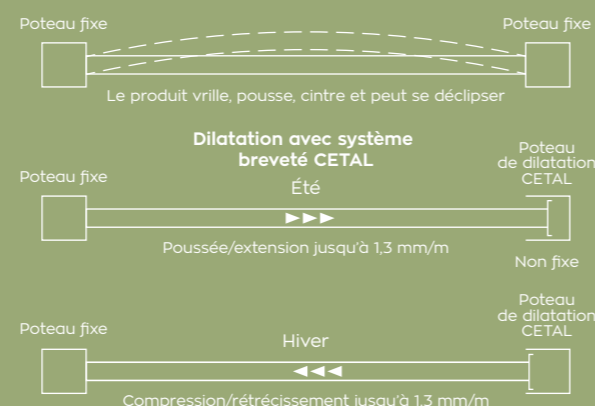 Poteau fixe
Poteau fixe
Le produit vrille, pousse, cintre et peut se déclipser
Dilatation avec système
breveté CETAL
Poteau fixe
Été
Poteau
de dilatation
CETAL
Poussée/extension jusqu'à 1,3 mm/m
Non fixe
Poteau fixe
Hiver
Poteau
de dilatation
CETAL
Compression/rétrécissement jusqu'à 1,3 mm/m